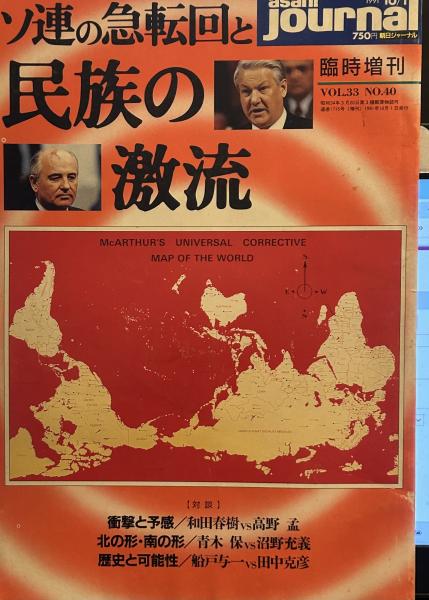 asahi
journal
1991 10/1
750円 朝日ジャーナル
ソ連の急転回と
民族の
激流
臨時増刊
VOL.33 NO.40
McARTHUR'S UNIVERSAL CORRECTIVE
MAP OF THE WORLD
S
E W
N
【対談】
衝撃と予感/和田春樹vs高野 孟
北の形・南の形/青木 保vs沼野充義
歴史と可能性/船戸与一vs田中克彦